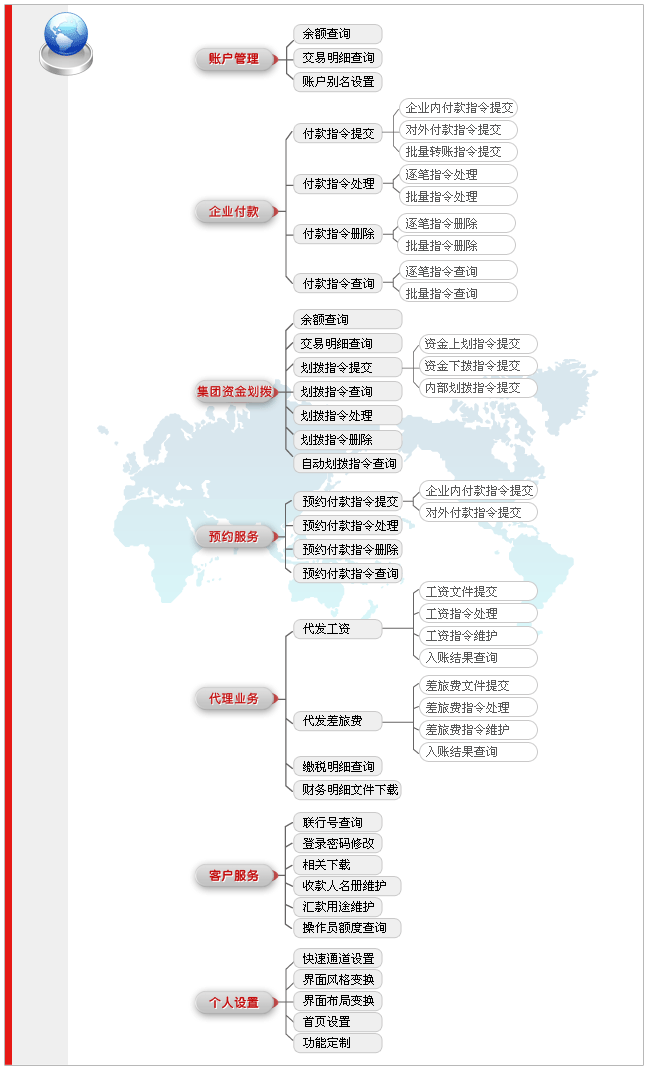 账户管理
余额查询
交易明细查询
账户别名设置
企业付款
付款指令提交
企业内付款指令提交
对外付款指令提交
批量转账指令提交
付款指令处理
逐笔指令处理
批量指令处理
付款指令删除
逐笔指令删除
批量指令删除
付款指令查询
逐笔指令查询
批量指令查询
集团资金划拨
余额查询
交易明细查询
划拨指令提交
资金上划指令提交
资金下拨指令提交
内部划拨指令提交
划拨指令查询
划拨指令处理
划拨指令删除
自动划拨指令查询
预约服务
预约付款指令提交
企业内付款指令提交
对外付款指令提交
预约付款指令处理
预约付款指令删除
预约付款指令查询
代理业务
代发工资
工资文件提交
工资指令处理
工资指令维护
入账结果查询
代发差旅费
差旅费文件提交
差旅费指令处理
差旅费指令维护
入账结果查询
缴税明细查询
财务明细文件下载
客户服务
联行号查询
登录密码修改
相关下载
收款人名册维护
汇款用途维护
操作员额度查询
个人设置
快速通道设置
界面风格变换
界面布局变换
首页设置
功能定制